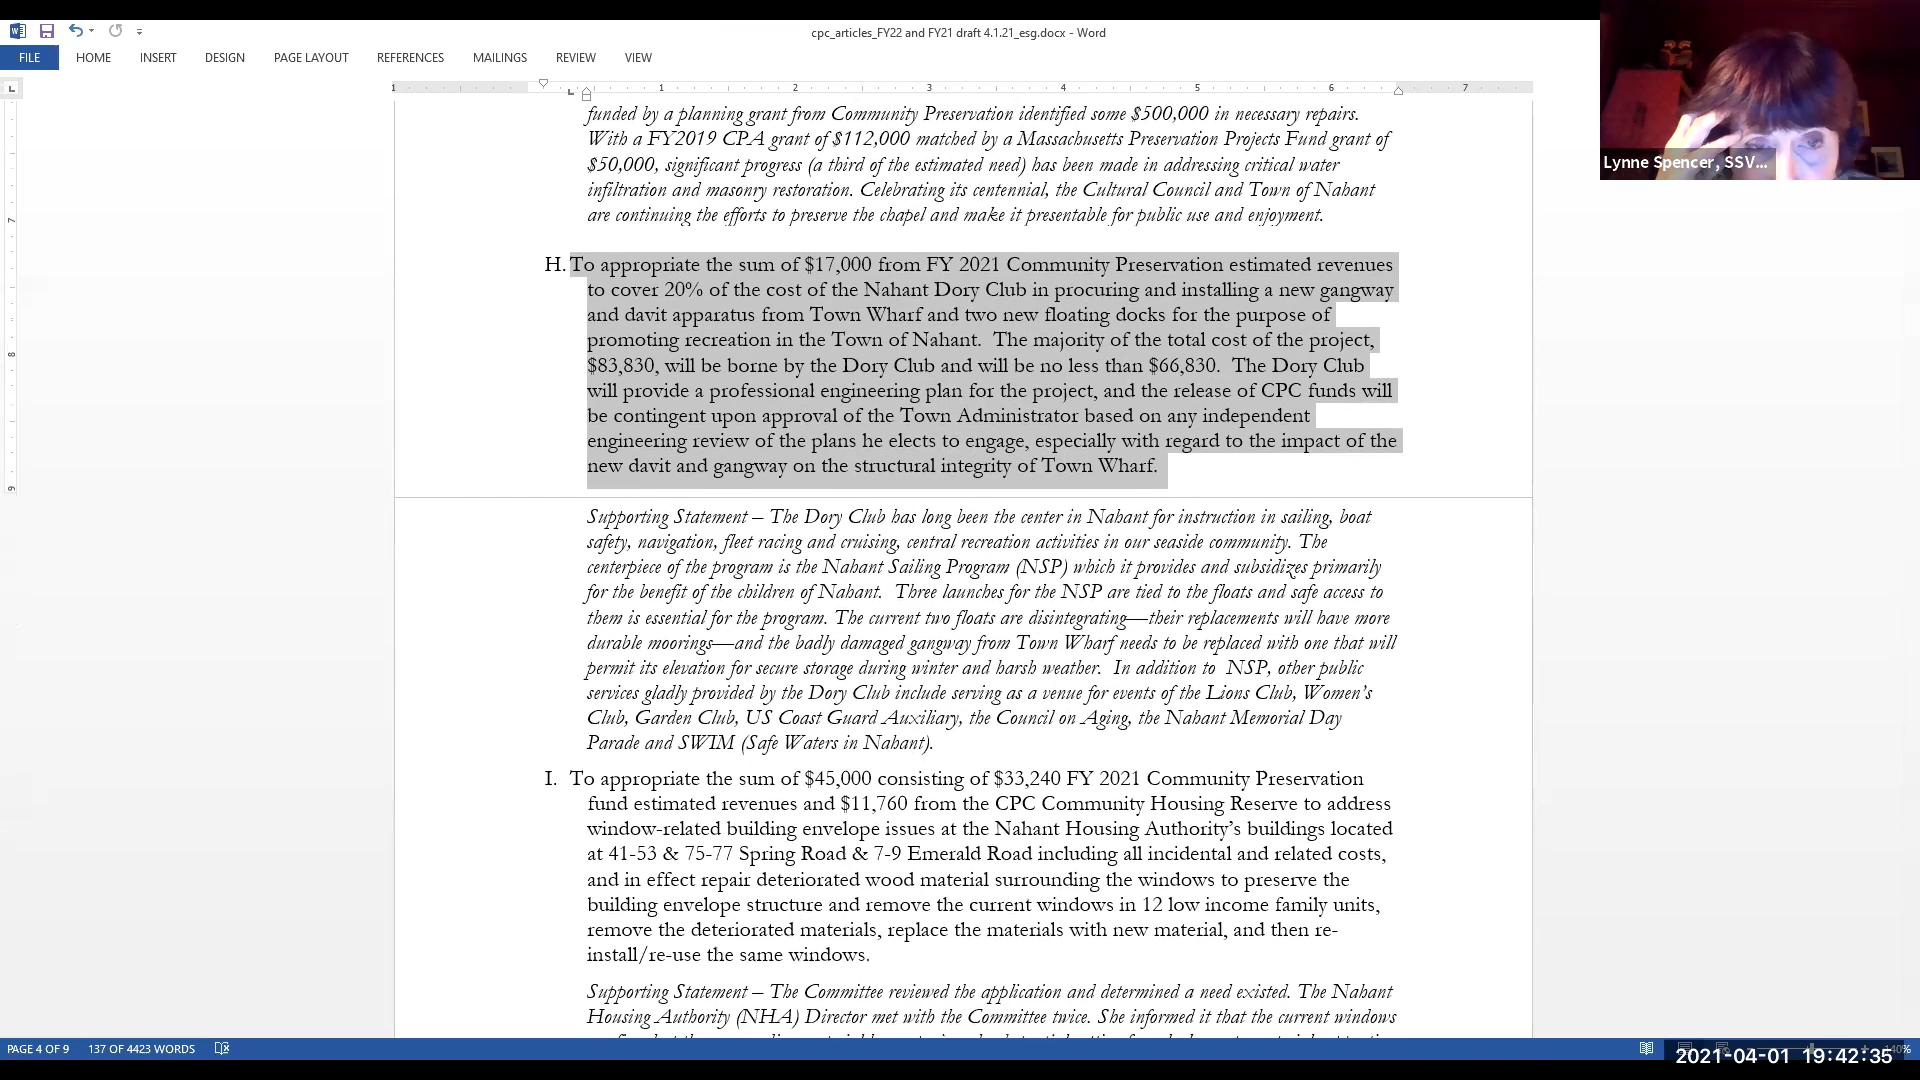 cpc_articles_FY22 and FY21 draft 4.1.21_esg.docx - Word
FILE HOME INSERT DESIGN PAGE LAYOUT REFERENCES MAILINGS REVIEW VIEW
Lynne Spencer, SSV...
1 1 2 3 4 5 6 7
funded by a planning grant from Community Preservation identified some $500,000 in necessary repairs.
With a FY2019 CPA grant of $112,000 matched by a Massachusetts Preservation Projects Fund grant of
$50,000, significant progress (a third of the estimated need) has been made in addressing critical water
infiltration and masonry restoration. Celebrating its centennial, the Cultural Council and Town of Nahant
are continuing the efforts to preserve the chapel and make it presentable for public use and enjoyment.
H. To appropriate the sum of $17,000 from FY 2021 Community Preservation estimated revenues
to cover 20% of the cost of the Nahant Dory Club in procuring and installing a new gangway
and davit apparatus from Town Wharf and two new floating docks for the purpose of
promoting recreation in the Town of Nahant. The majority of the total cost of the project,
$83,830, will be borne by the Dory Club and will be no less than $66,830. The Dory Club
will provide a professional engineering plan for the project, and the release of CPC funds will
be contingent upon approval of the Town Administrator based on any independent
engineering review of the plans he elects to engage, especially with regard to the impact of the
new davit and gangway on the structural integrity of Town Wharf.
Supporting Statement – The Dory Club has long been the center in Nahant for instruction in sailing, boat
safety, navigation, fleet racing and cruising, central recreation activities in our seaside community. The
centerpiece of the program is the Nahant Sailing Program (NSP) which it provides and subsidizes primarily
for the benefit of the children of Nahant. Three launches for the NSP are tied to the floats and safe access to
them is essential for the program. The current two floats are disintegrating—their replacements will have more
durable moorings—and the badly damaged gangway from Town Wharf needs to be replaced with one that will
permit its elevation for secure storage during winter and harsh weather. In addition to NSP, other public
services gladly provided by the Dory Club include serving as a venue for events of the Lions Club, Women's
Club, Garden Club, US Coast Guard Auxiliary, the Council on Aging, the Nahant Memorial Day
Parade and SWIM (Safe Waters in Nahant).
I. To appropriate the sum of $45,000 consisting of $33,240 FY 2021 Community Preservation
fund estimated revenues and $11,760 from the CPC Community Housing Reserve to address
window-related building envelope issues at the Nahant Housing Authority's buildings located
at 41-53 & 75-77 Spring Road & 7-9 Emerald Road including all incidental and related costs,
and in effect repair deteriorated wood material surrounding the windows to preserve the
building envelope structure and remove the current windows in 12 low income family units,
remove the deteriorated materials, replace the materials with new material, and then re-
install/re-use the same windows.
Supporting Statement – The Committee reviewed the application and determined a need existed. The Nahant
Housing Authority (NHA) Director met with the Committee twice. She informed it that the current windows
7
8
9
PAGE 4 OF 9 137 OF 4423 WORDS
2021-04-01 19:42:35